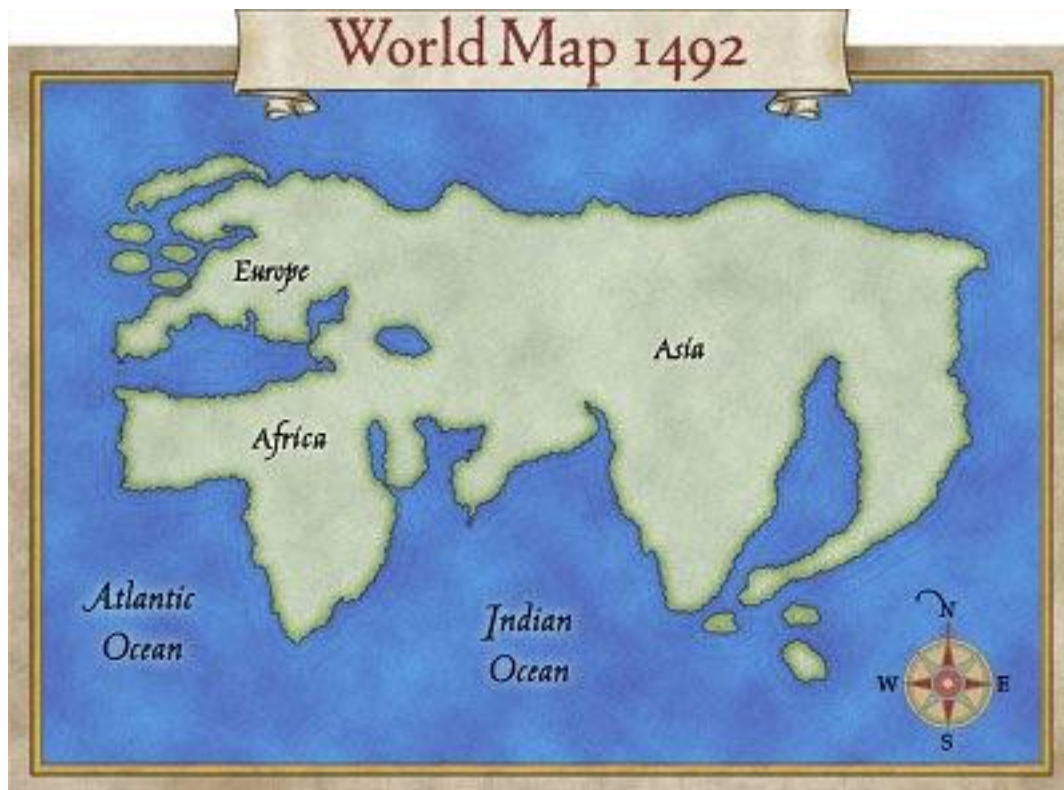 World Map 1492
Europe
Asia
Africa
Atlantic
Ocean
Indian
Ocean
N
W E
S